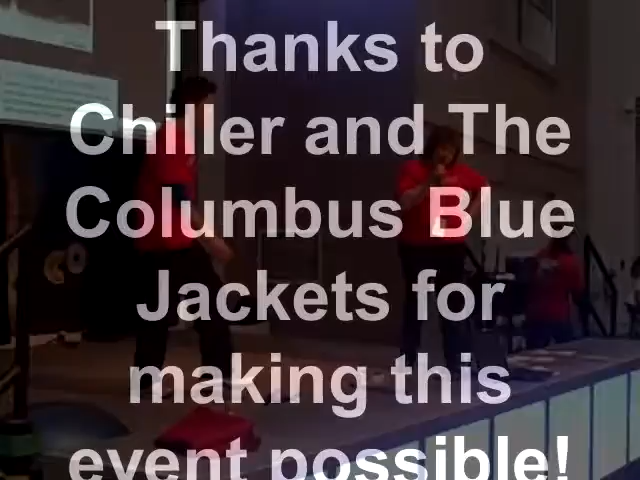 Thanks to
Chiller and The
Columbus Blue
Jackets for
making this
event possible!